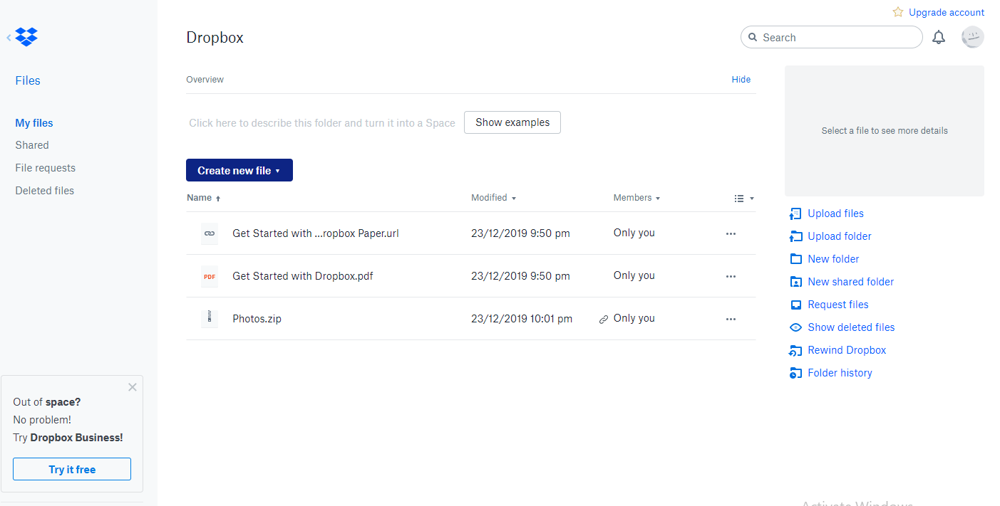 Upgrade account
Dropbox
Search
Files
My files
Shared
File requests
Deleted files
Overview
Hide
Click here to describe this folder and turn it into a Space
Show examples
Create new file
Name
Modified
Members
Get Started with ...ropbox Paper.url
23/12/2019 9:50 pm
Only you
PDF
Get Started with Dropbox.pdf
23/12/2019 9:50 pm
Only you
Photos.zip
23/12/2019 10:01 pm
Only you
Select a file to see more details
Upload files
Upload folder
New folder
New shared folder
Request files
Show deleted files
Rewind Dropbox
Folder history
Out of space?
No problem!
Try Dropbox Business!
Try it free
Activate Windows